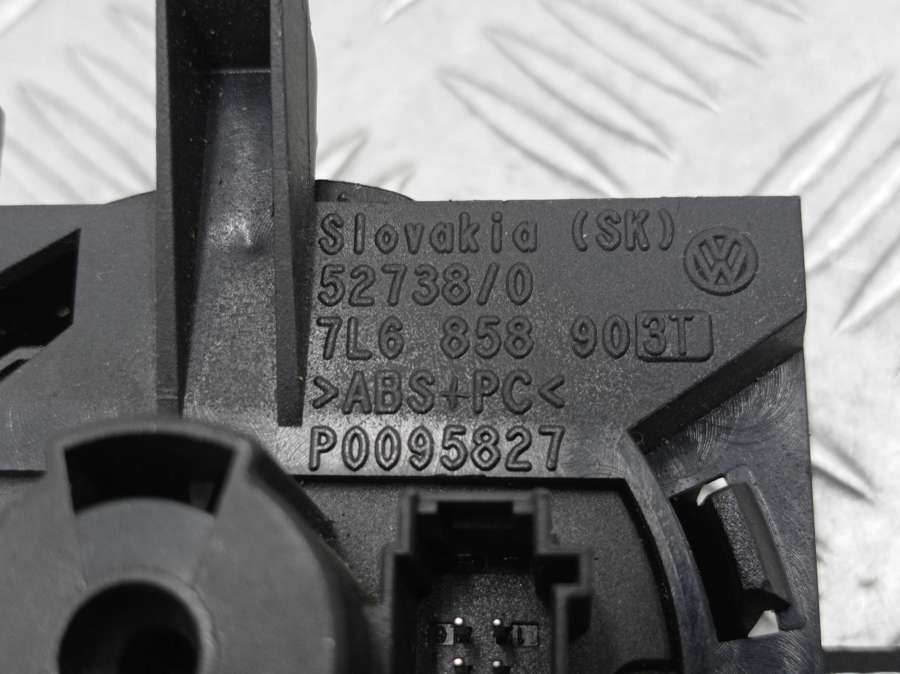 Slovakia (SK)
52738/0
7L6 858 903T
>ABS+PC<
P0095827